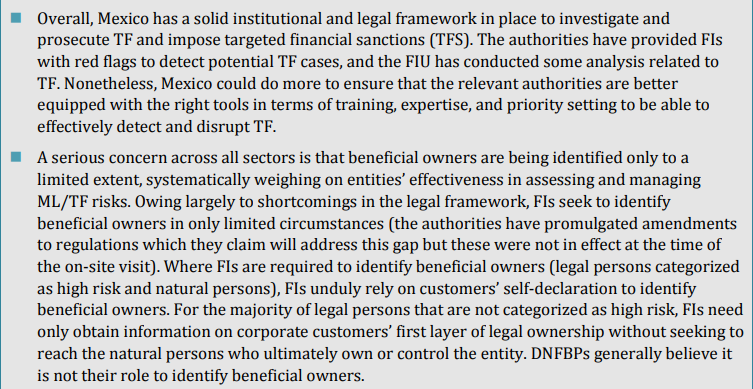 Overall, Mexico has a solid institutional and legal framework in place to investigate and
prosecute TF and impose targeted financial sanctions (TFS). The authorities have provided FIs
with red flags to detect potential TF cases, and the FIU has conducted some analysis related to
TF. Nonetheless, Mexico could do more to ensure that the relevant authorities are better
equipped with the right tools in terms of training, expertise, and priority setting to be able to
effectively detect and disrupt TF.
A serious concern across all sectors is that beneficial owners are being identified only to a
limited extent, systematically weighing on entities’ effectiveness in assessing and managing
ML/TF risks. Owing largely to shortcomings in the legal framework, FIs seek to identify
beneficial owners in only limited circumstances (the authorities have promulgated amendments
to regulations which they claim will address this gap but these were not in effect at the time of
the on-site visit). Where FIs are required to identify beneficial owners (legal persons categorized
as high risk and natural persons), FIs unduly rely on customers’ self-declaration to identify
beneficial owners. For the majority of legal persons that are not categorized as high risk, FIs need
only obtain information on corporate customers’ first layer of legal ownership without seeking to
reach the natural persons who ultimately own or control the entity. DNFBPs generally believe it
is not their role to identify beneficial owners.